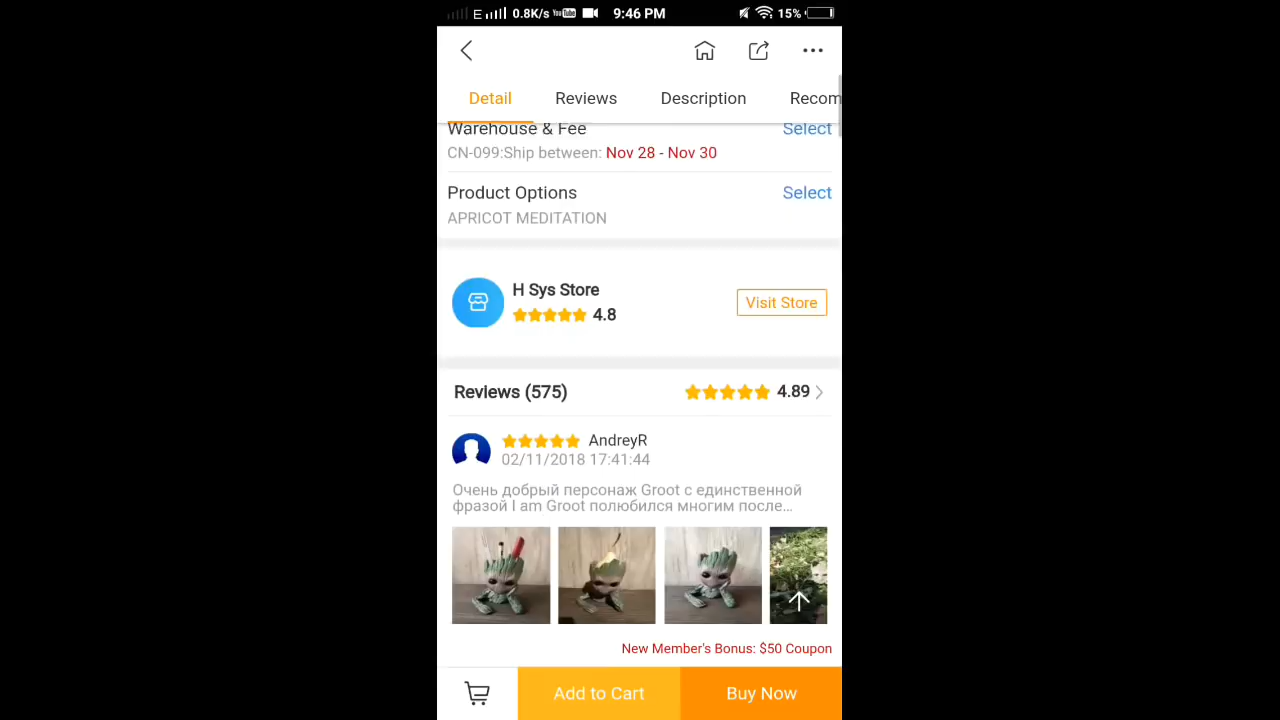 E 0.8K/s You Tube 9:46 PM 15%
Detail Reviews Description Recom
Warehouse & Fee Select
CN-099:Ship between: Nov 28 - Nov 30
Product Options Select
APRICOT MEDITATION
H Sys Store
4.8
Visit Store
Reviews (575) 4.89
AndreyR
02/11/2018 17:41:44
Очень добрый персонаж Groot с единственной
фразой I am Groot полюбился многим после...
New Member's Bonus: $50 Coupon
Add to Cart Buy Now